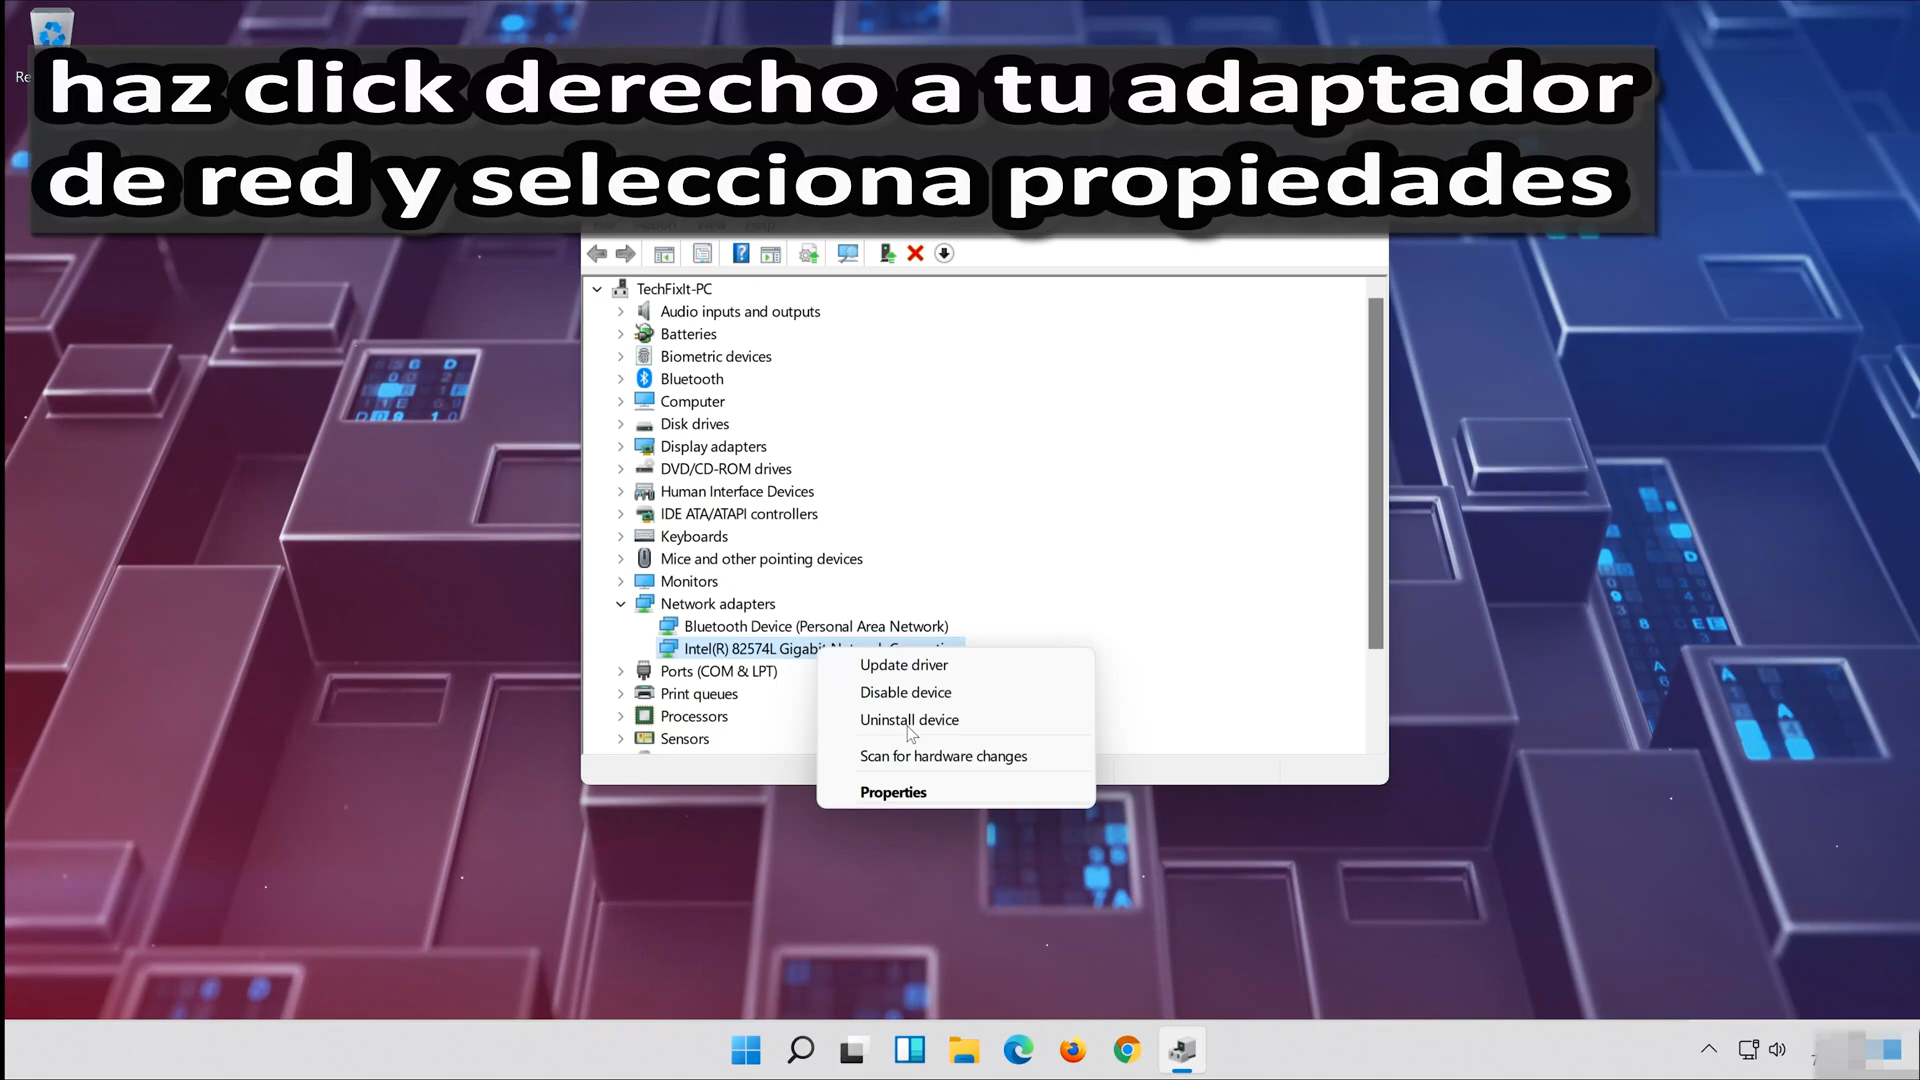 haz click derecho a tu adaptador
de red y selecciona propiedades
TechFixIt-PC
Audio inputs and outputs
Batteries
Biometric devices
Bluetooth
Computer
Disk drives
Display adapters
DVD/CD-ROM drives
Human Interface Devices
IDE ATA/ATAPI controllers
Keyboards
Mice and other pointing devices
Monitors
Network adapters
Bluetooth Device (Personal Area Network)
Intel(R) 82574L Gigabit
Ports (COM & LPT)
Print queues
Processors
Sensors
Update driver
Disable device
Uninstall device
Scan for hardware changes
Properties